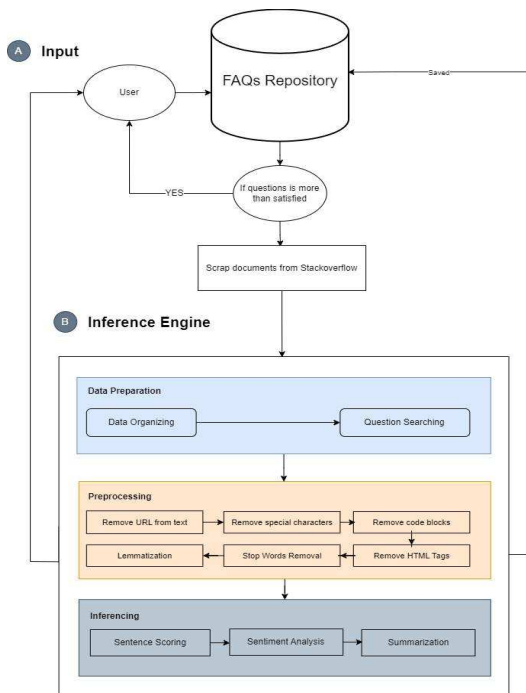 A Input
FAQs Repository
User
Saved
YES
If questions is more
than satisfied
Scrap documents from Stackoverflow
B Inference Engine
Data Preparation
Data Organizing
Question Searching
Preprocessing
Remove URL from text
Remove special characters
Remove code blocks
Lemmatization
Stop Words Removal
Remove HTML Tags
Inferencing
Sentence Scoring
Sentiment Analysis
Summarization